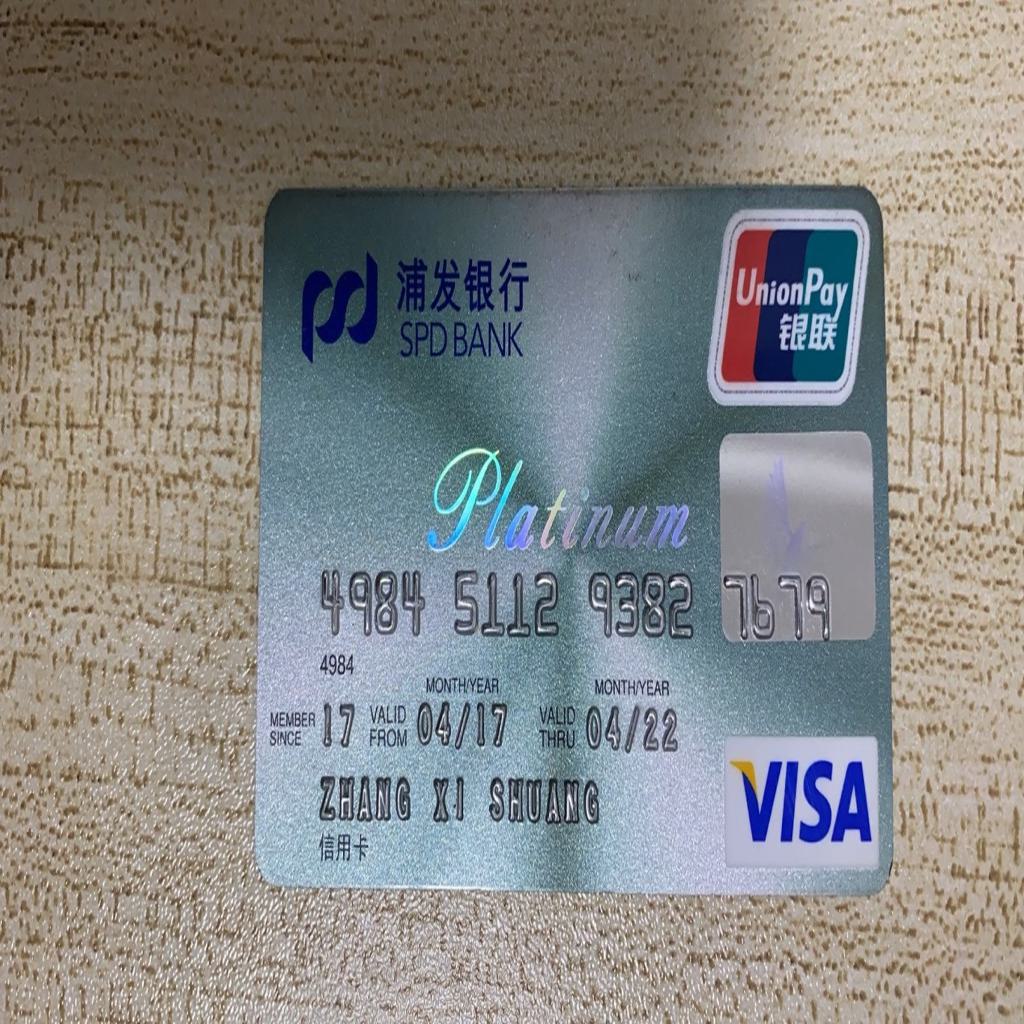 浦发银行
SPD BANK
UnionPay
银联
Platinum
4984 5112 9382 7679
4984
MONTH/YEAR MONTH/YEAR
MEMBER SINCE 17 VALID FROM 04/17 VALID THRU 04/22
ZHANG XI SHUANG
信用卡
VISA